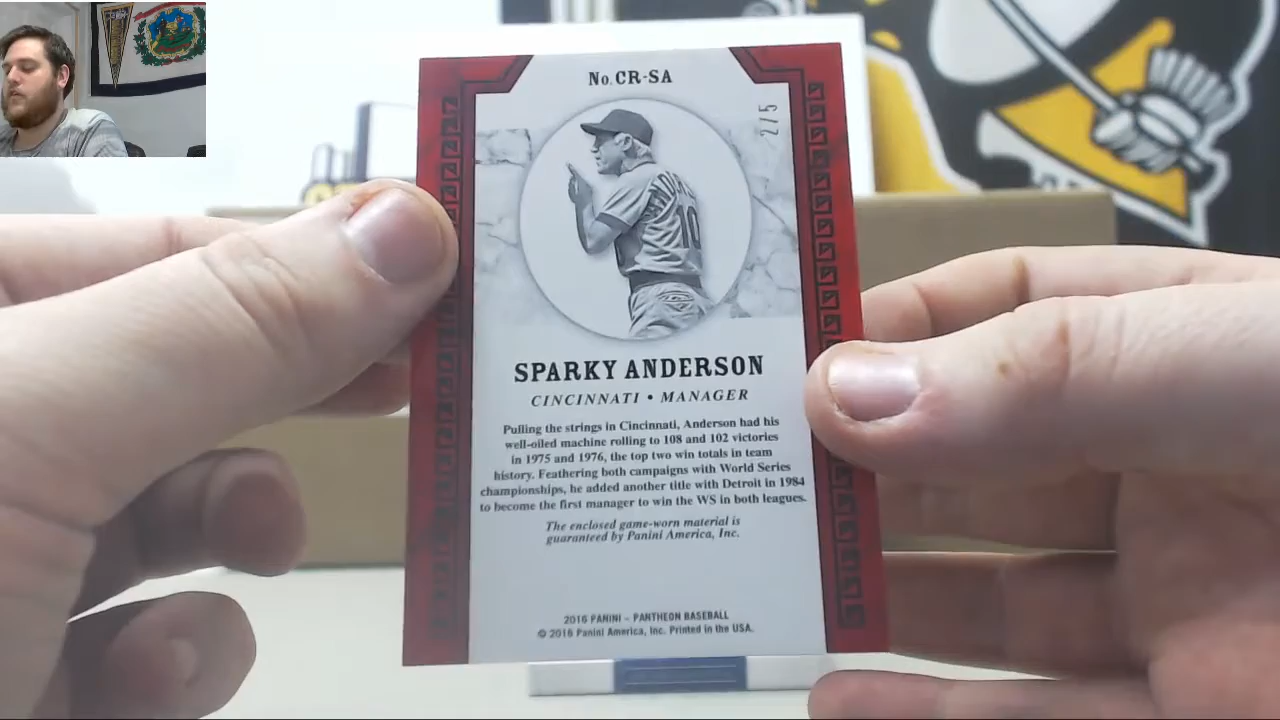 No. CR-SA
2/5
10
SPARKY ANDERSON
CINCINNATI • MANAGER
Pulling the strings in Cincinnati, Anderson had his
well-oiled machine rolling to 108 and 102 victories
in 1975 and 1976, the top two win totals in team
history. Feathering both campaigns with World Series
championships, he added another title with Detroit in 1984
to become the first manager to win the WS in both leagues.
The enclosed game-worn material is
guaranteed by Panini America, Inc.
2016 PANINI – PANTHEON BASEBALL
© 2016 Panini America, Inc. Printed in the USA.